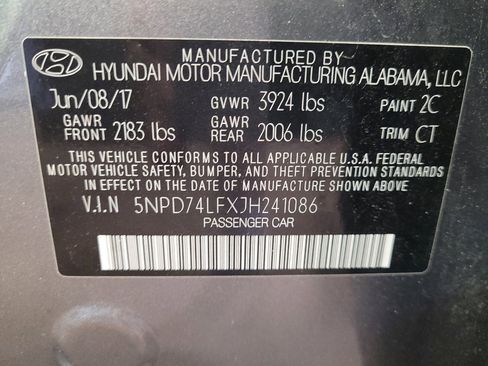 MANUFACTURED BY
HYUNDAI MOTOR MANUFACTURING ALABAMA, LLC
Jun/08/17 GVWR 3924 lbs PAINT 2C
GAWR FRONT 2183 lbs GAWR REAR 2006 lbs TRIM CT
THIS VEHICLE CONFORMS TO ALL APPLICABLE U.S.A. FEDERAL
MOTOR VEHICLE SAFETY, BUMPER, AND THEFT PREVENTION STANDARDS
IN EFFECT ON THE DATE OF MANUFACTURE SHOWN ABOVE.
V.I.N 5NPD74LFXJH241086
PASSENGER CAR